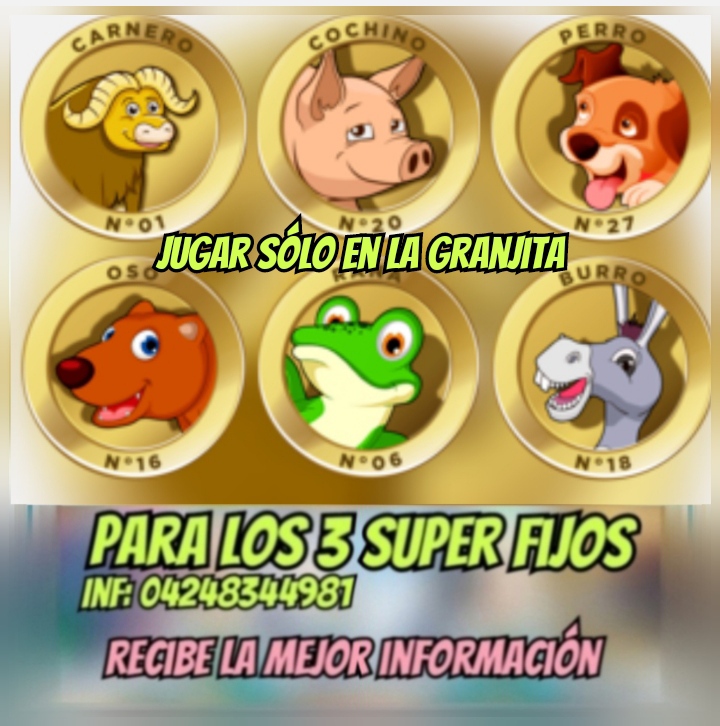 CARNERO
COCHINO
PERRO
N°01
N°20
N°27
JUGAR SÓLO EN LA GRANJITA
OSO
RANA
BURRO
N°16
N°06
N°18
PARA LOS 3 SUPER FIJOS
INF: 04248344981
RECIBE LA MEJOR INFORMACIÓN